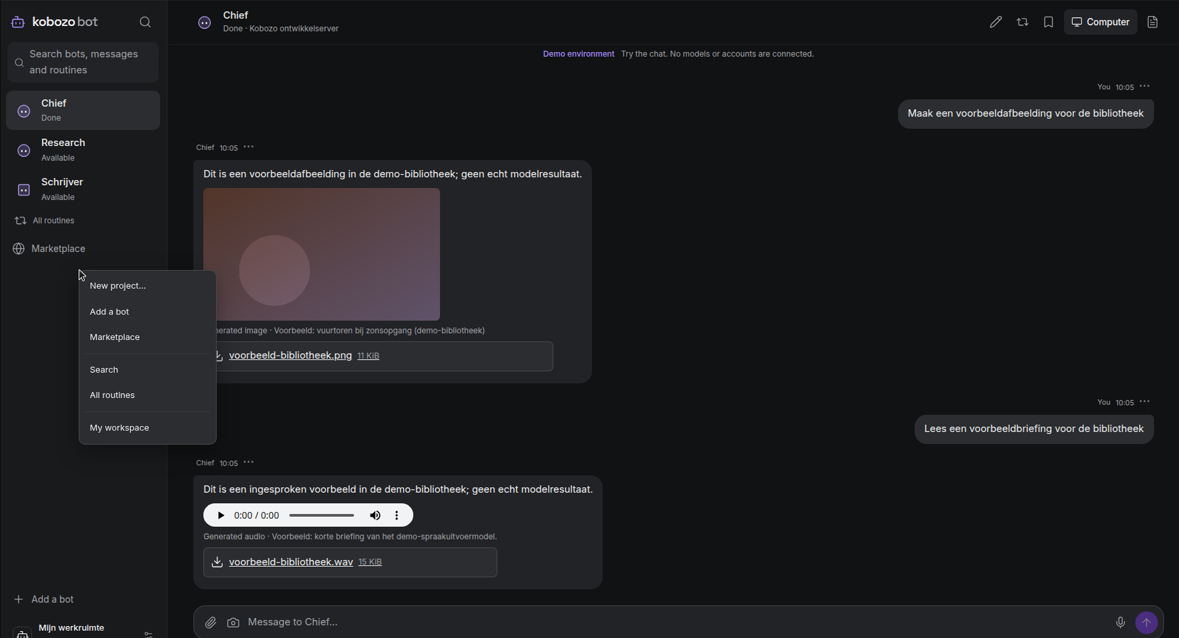 kobozo bot
Search bots, messages
and routines
Chief
Done
Research
Available
Schrijver
Available
All routines
Marketplace
New project...
Add a bot
Marketplace
Search
All routines
My workspace
Add a bot
Mijn werkruimte
Chief
Done · Kobozo ontwikkelserver
Computer
Demo environment Try the chat. No models or accounts are connected.
You 10:05
Maak een voorbeeldafbeelding voor de bibliotheek
Chief 10:05
Dit is een voorbeeldafbeelding in de demo-bibliotheek; geen echt modelresultaat.
image · Voorbeeld: vuurtoren bij zonsopgang (demo-bibliotheek)
voorbeeld-bibliotheek.png 11 KiB
You 10:05
Lees een voorbeeldbriefing voor de bibliotheek
Chief 10:05
Dit is een ingesproken voorbeeld in de demo-bibliotheek; geen echt modelresultaat.
0:00 / 0:00
Generated audio · Voorbeeld: korte briefing van het demo-spraakuitvoermodel.
voorbeeld-bibliotheek.wav 15 KiB
Message to Chief...